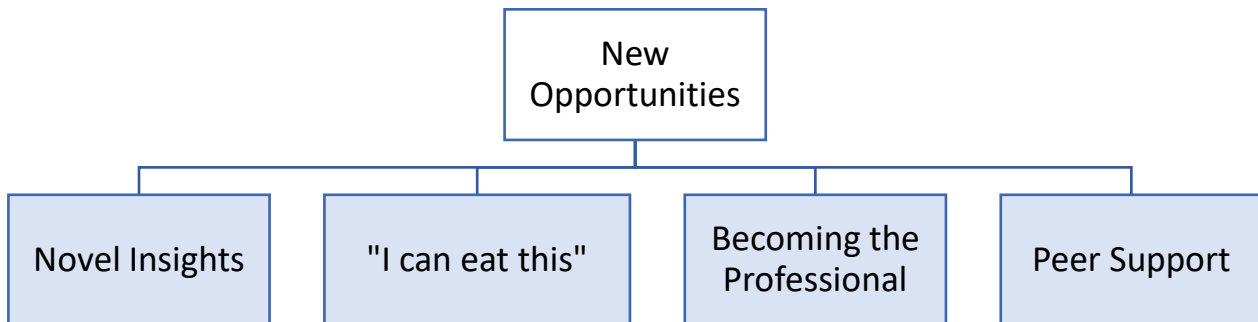 New
Opportunities
Novel Insights
"I can eat this"
Becoming the
Professional
Peer Support